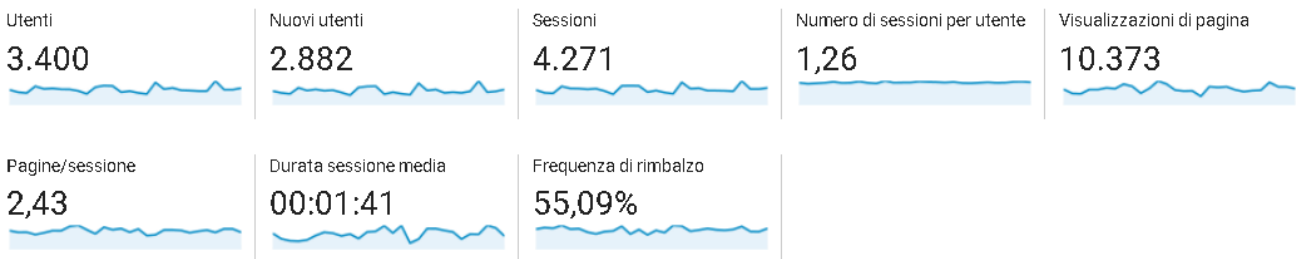 Utenti
3.400
Nuovi utenti
2.882
Sessioni
4.271
Numero di sessioni per utente
1,26
Visualizzazioni di pagina
10.373
Pagine/sessione
2,43
Durata sessione media
00:01:41
Frequenza di rimbalzo
55,09%